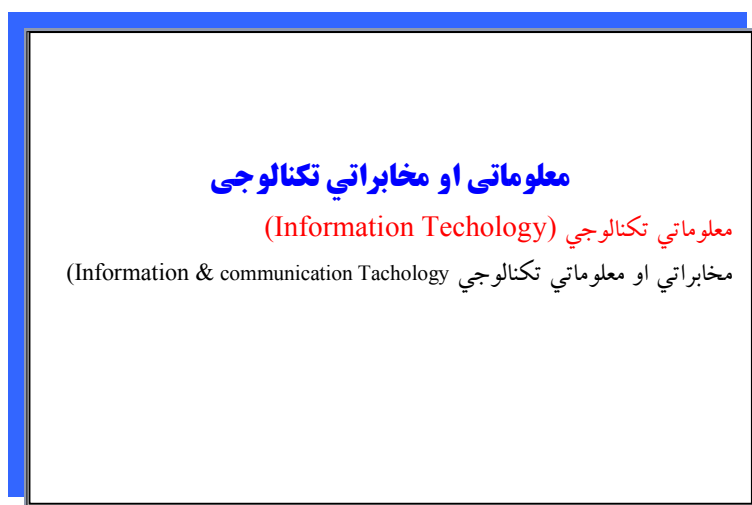 معلوماتی او مخابراتي تکنالوجی
معلوماتي تکنالوجي (Information Techology)
مخابراتي او معلوماتي تکنالوجي Information & communication Tachology)